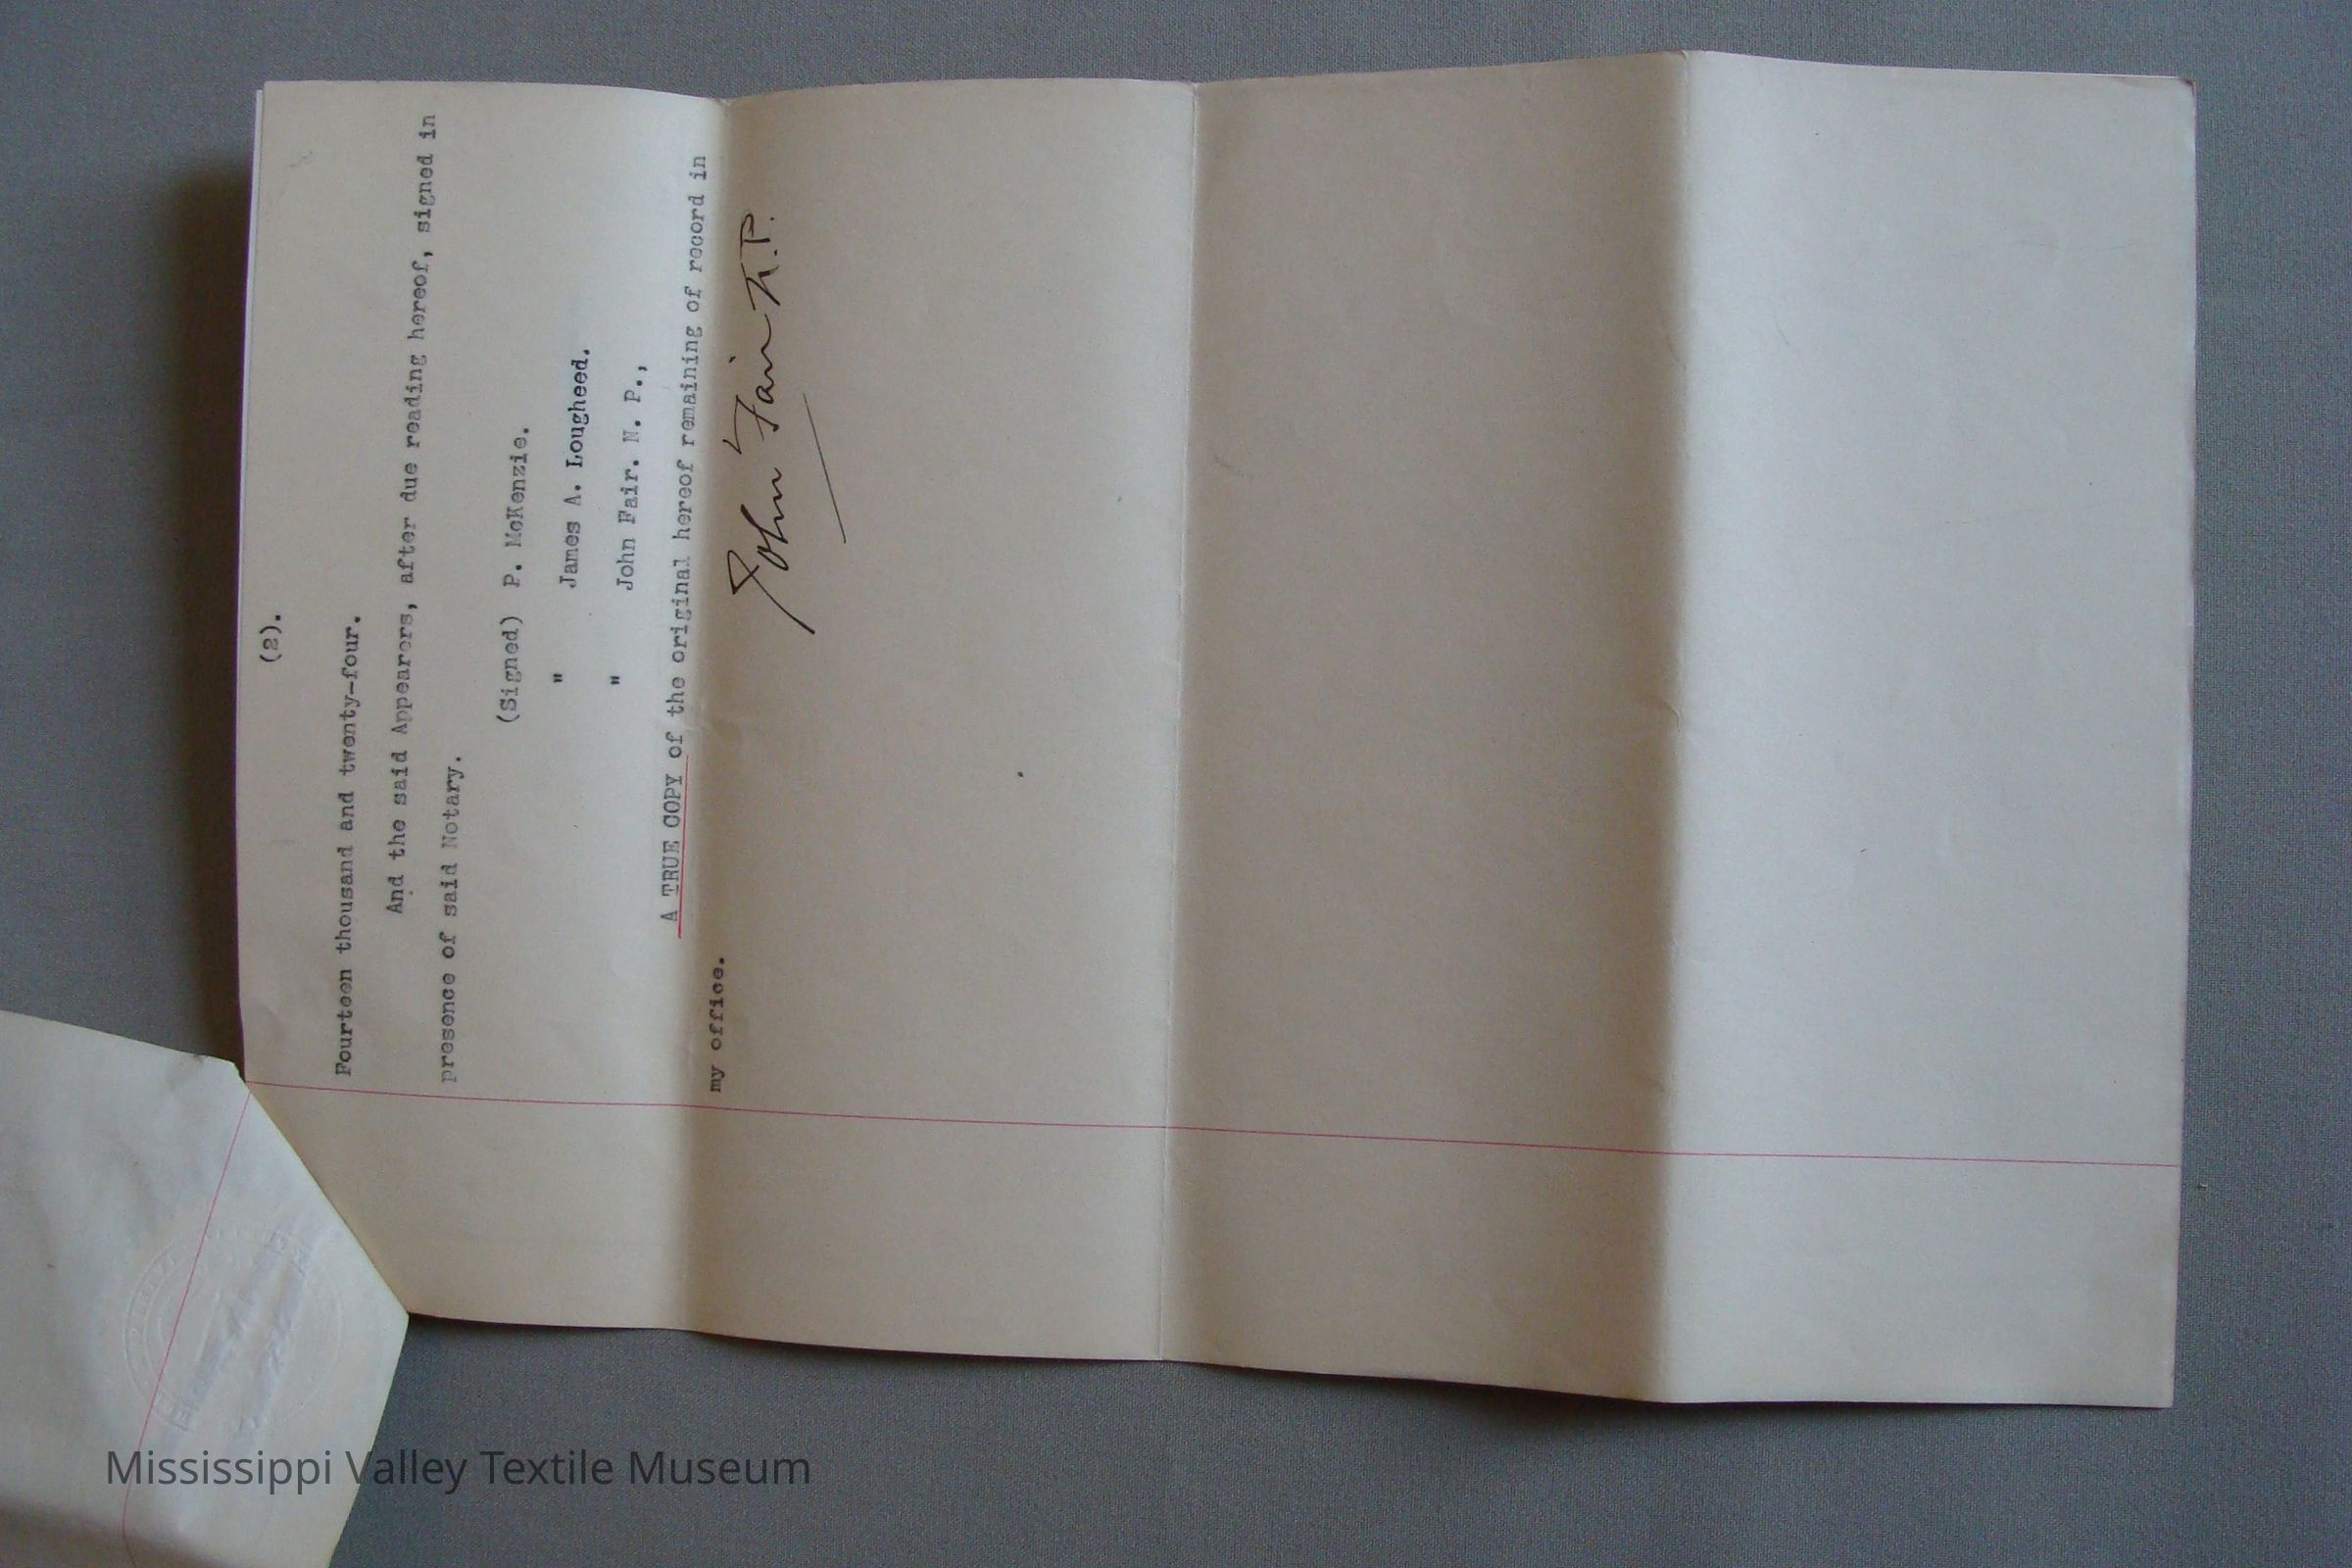 (2).
Fourteen thousand and twenty-four.
And the said Appearers, after due reading hereof, signed in
presence of said Notary.
(Signed) P. McKenzie.
" James A. Lougheed.
" John Fair. N. P.,
A TRUE COPY of the original hereof remaining of record in
my office.
John Fair N.P.
Mississippi Valley Textile Museum